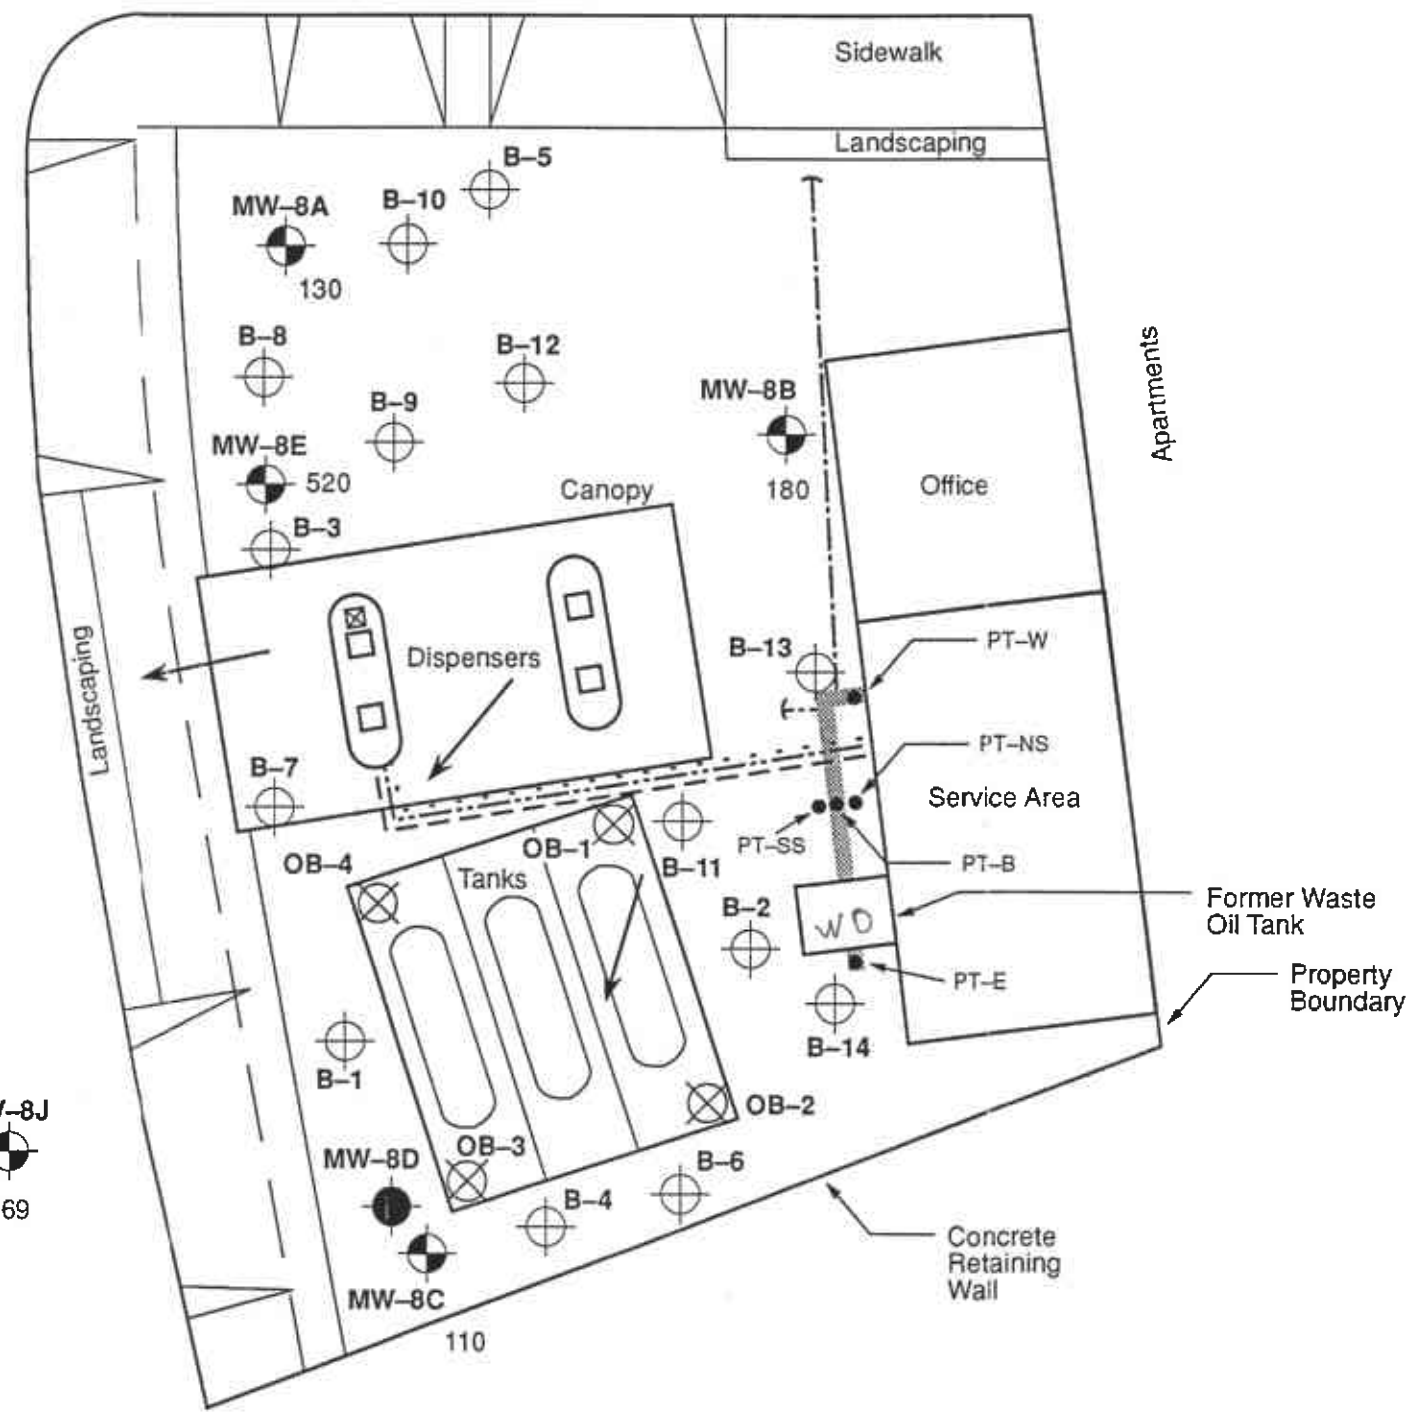 Sidewalk
Landscaping
B–5
MW–8A
B–10
130
B–8
B–12
Apartments
B–9
MW–8B
MW–8E
520
180
Office
Canopy
B–3
Landscaping
Dispensers
B–13
PT–W
PT–NS
B–7
Service Area
OB–4
OB–1
B–11
PT–SS
PT–B
Tanks
B–2
WO
Former Waste
Oil Tank
PT–E
Property
Boundary
B–14
B–1
–8J
OB–2
OB–3
MW–8D
B–6
69
B–4
Concrete
Retaining
Wall
MW–8C
110